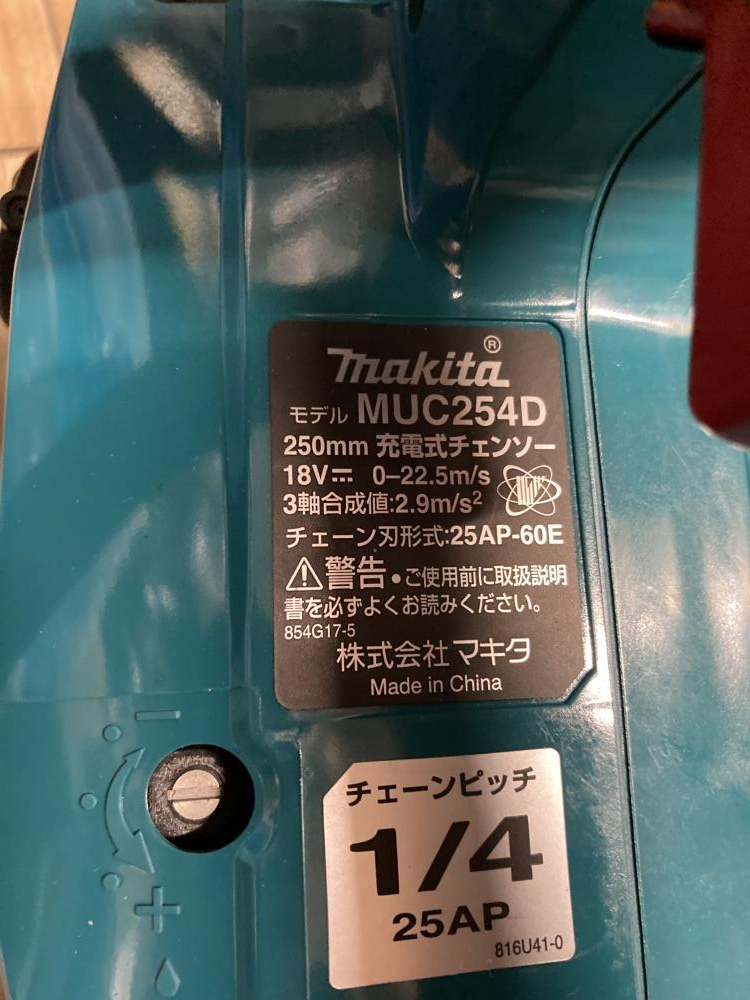 makita®
モデル MUC254D
250mm 充電式チェンソー
18V⎓ 0–22.5m/s
3軸合成値:2.9m/s²
チェーン刃形式:25AP-60E
⚠警告•ご使用前に取扱説明
書を必ずよくお読みください。
854G17-5
株式会社マキタ
Made in China
チェーンピッチ
1/4
25AP
816U41-0